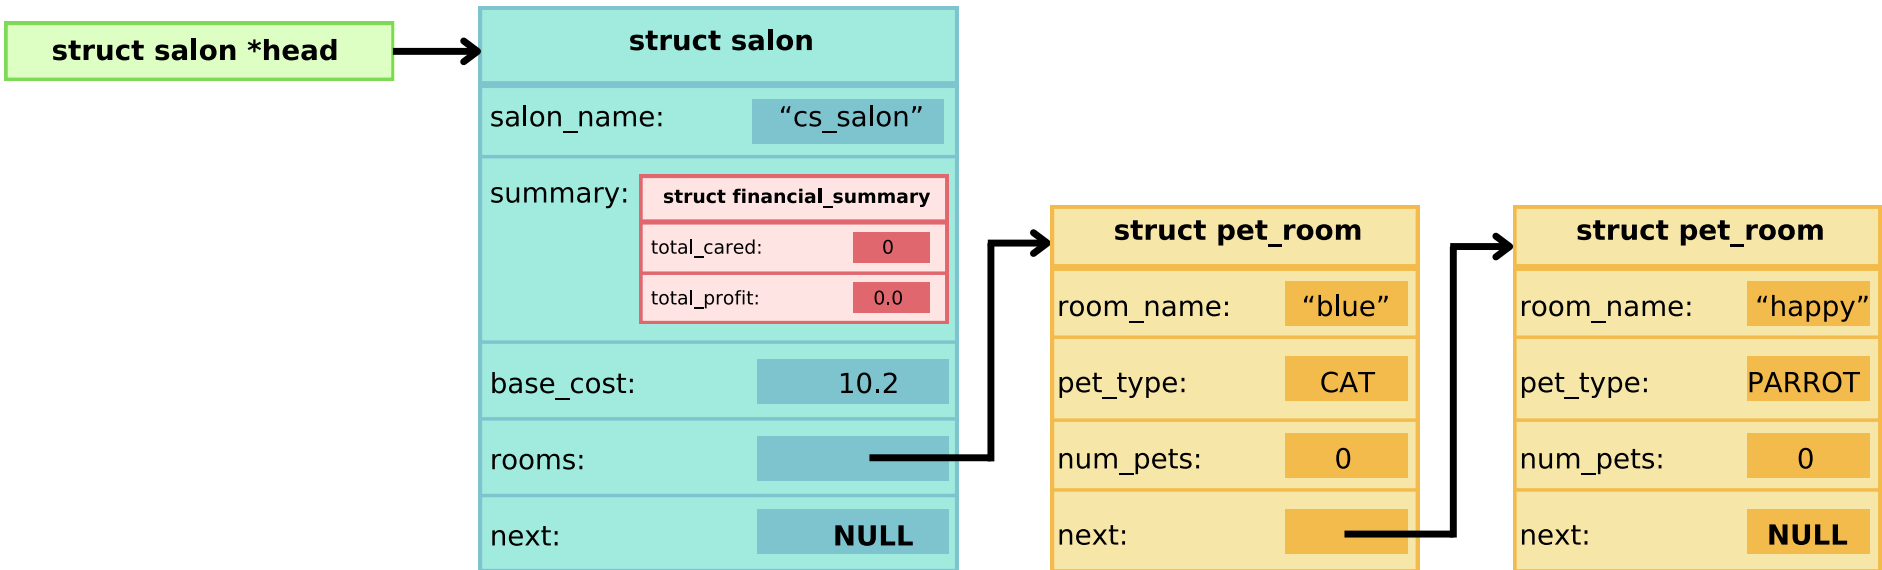 struct salon *head
struct salon
salon_name: “cs_salon”
summary:
struct financial_summary
total_cared: 0
total_profit: 0.0
base_cost: 10.2
rooms:
next: NULL
struct pet_room
room_name: “blue”
pet_type: CAT
num_pets: 0
next:
struct pet_room
room_name: “happy”
pet_type: PARROT
num_pets: 0
next: NULL